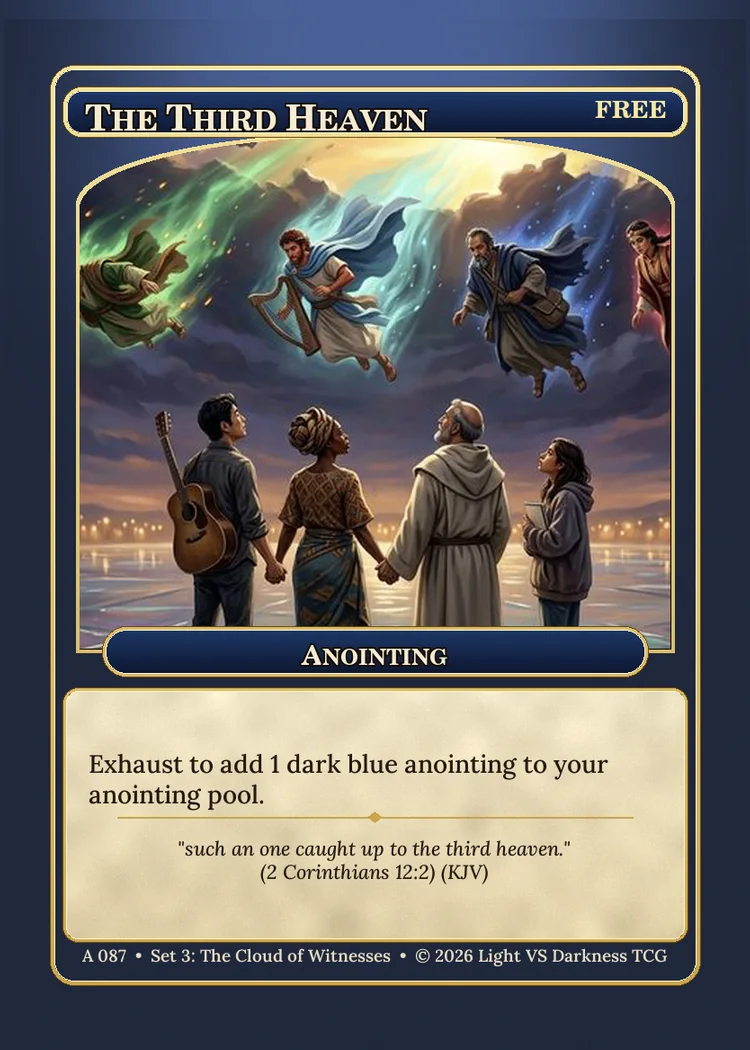 The Third Heaven
FREE
Anointing
Exhaust to add 1 dark blue anointing to your
anointing pool.
"such an one caught up to the third heaven."
(2 Corinthians 12:2) (KJV)
A 087 • Set 3: The Cloud of Witnesses • © 2026 Light VS Darkness TCG